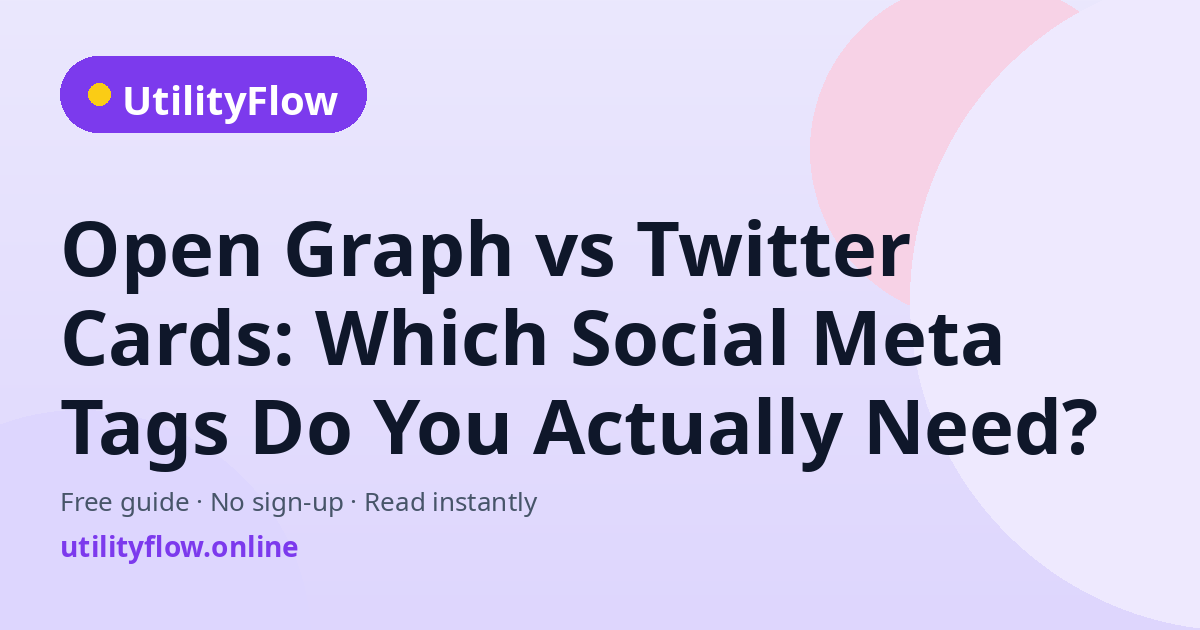 UtilityFlow
Open Graph vs Twitter
Cards: Which Social Meta
Tags Do You Actually Need?
Free guide · No sign-up · Read instantly
utilityflow.online